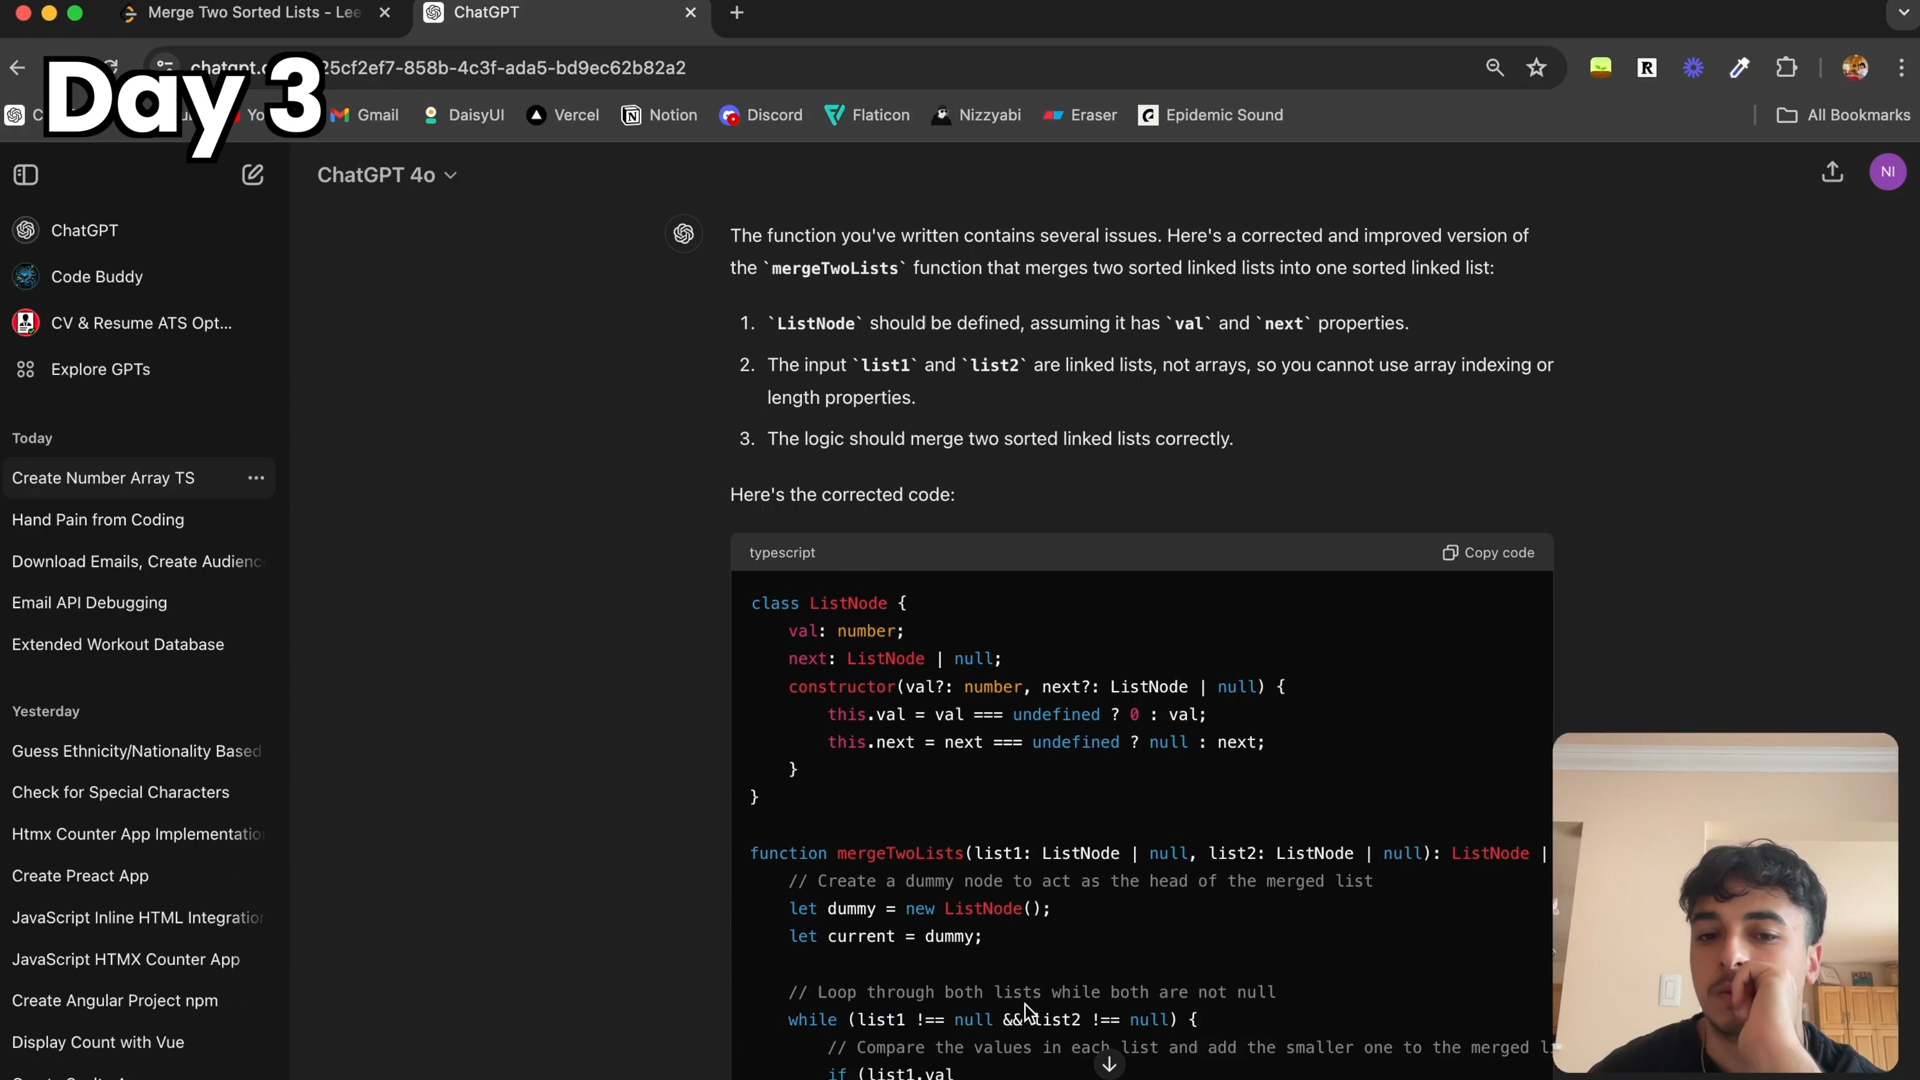 Merge Two Sorted Lists - Lee
ChatGPT
Day 3
25cf2ef7-858b-4c3f-ada5-bd9ec62b82a2
Gmail
DaisyUI
Vercel
Notion
Discord
Flaticon
Nizzyabi
Eraser
Epidemic Sound
All Bookmarks
ChatGPT 4o
NI
ChatGPT
Code Buddy
CV & Resume ATS Opt...
Explore GPTs
Today
Create Number Array TS
Hand Pain from Coding
Download Emails, Create Audienc
Email API Debugging
Extended Workout Database
Yesterday
Guess Ethnicity/Nationality Based
Check for Special Characters
Htmx Counter App Implementatio
Create Preact App
JavaScript Inline HTML Integration
JavaScript HTMX Counter App
Create Angular Project npm
Display Count with Vue
The function you've written contains several issues. Here's a corrected and improved version of
the `mergeTwoLists` function that merges two sorted linked lists into one sorted linked list:
1. `ListNode` should be defined, assuming it has `val` and `next` properties.
2. The input `list1` and `list2` are linked lists, not arrays, so you cannot use array indexing or
length properties.
3. The logic should merge two sorted linked lists correctly.
Here's the corrected code:
typescript
Copy code
class ListNode {
val: number;
next: ListNode | null;
constructor(val?: number, next?: ListNode | null) {
this.val = val === undefined ? 0 : val;
this.next = next === undefined ? null : next;
}
}
function mergeTwoLists(list1: ListNode | null, list2: ListNode | null): ListNode |
// Create a dummy node to act as the head of the merged list
let dummy = new ListNode();
let current = dummy;
// Loop through both lists while both are not null
while (list1 !== null && list2 !== null) {
// Compare the values in each list and add the smaller one to the merged li
if (list1.val